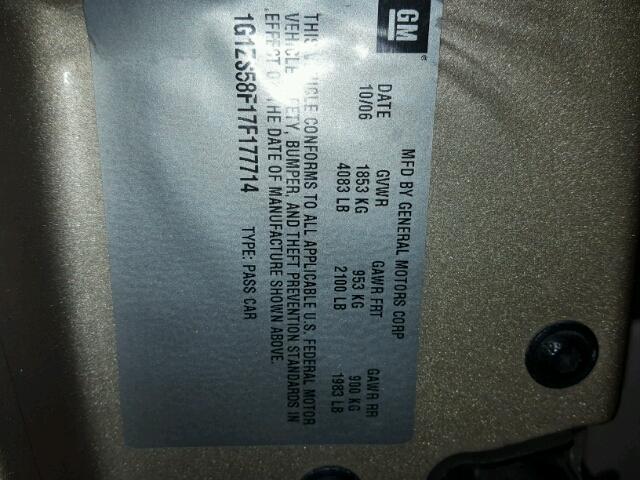 GM
MFD BY GENERAL MOTORS CORP
DATE GVWR GAWR FRT GAWR RR
10/06 1853 KG 953 KG 900 KG
4083 LB 2100 LB 1983 LB
THIS VEHICLE CONFORMS TO ALL APPLICABLE U.S. FEDERAL MOTOR
VEHICLE SAFETY, BUMPER, AND THEFT PREVENTION STANDARDS IN
EFFECT ON THE DATE OF MANUFACTURE SHOWN ABOVE.
1G1ZS58F17F177714 TYPE: PASS CAR